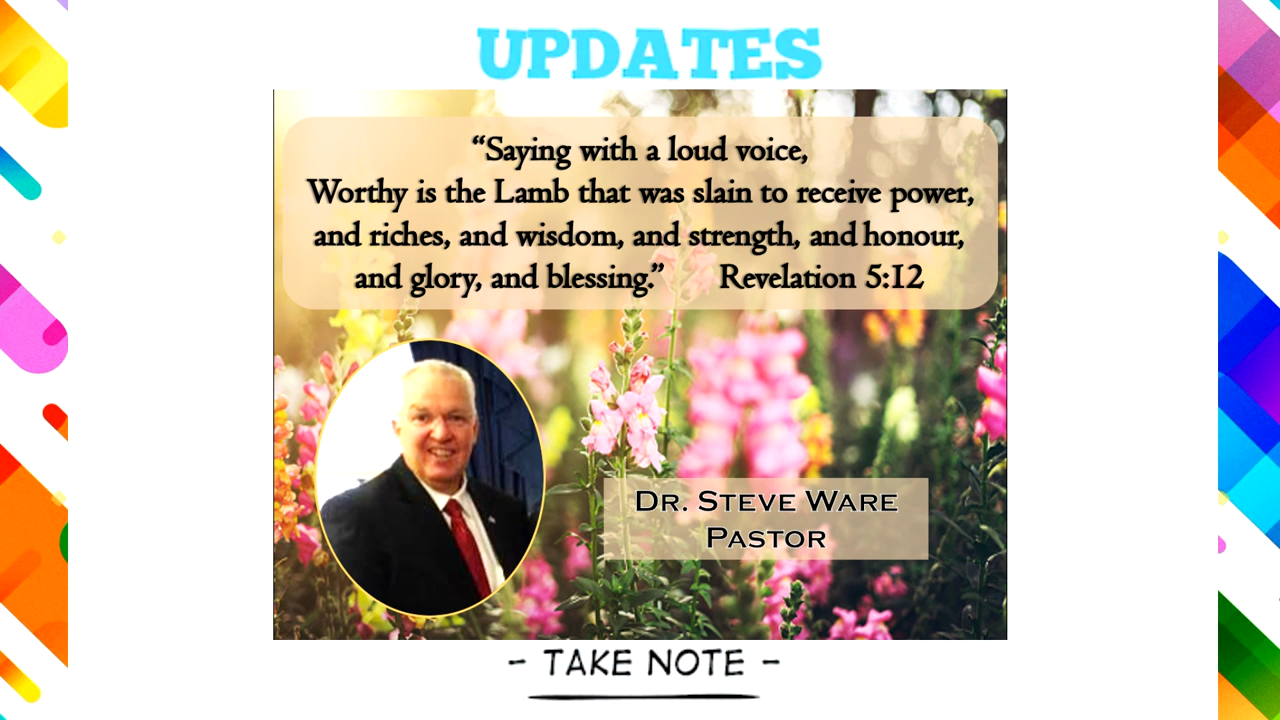 UPDATES
“Saying with a loud voice,
Worthy is the Lamb that was slain to receive power,
and riches, and wisdom, and strength, and honour,
and glory, and blessing.” Revelation 5:12
Dr. Steve Ware
Pastor
- TAKE NOTE -